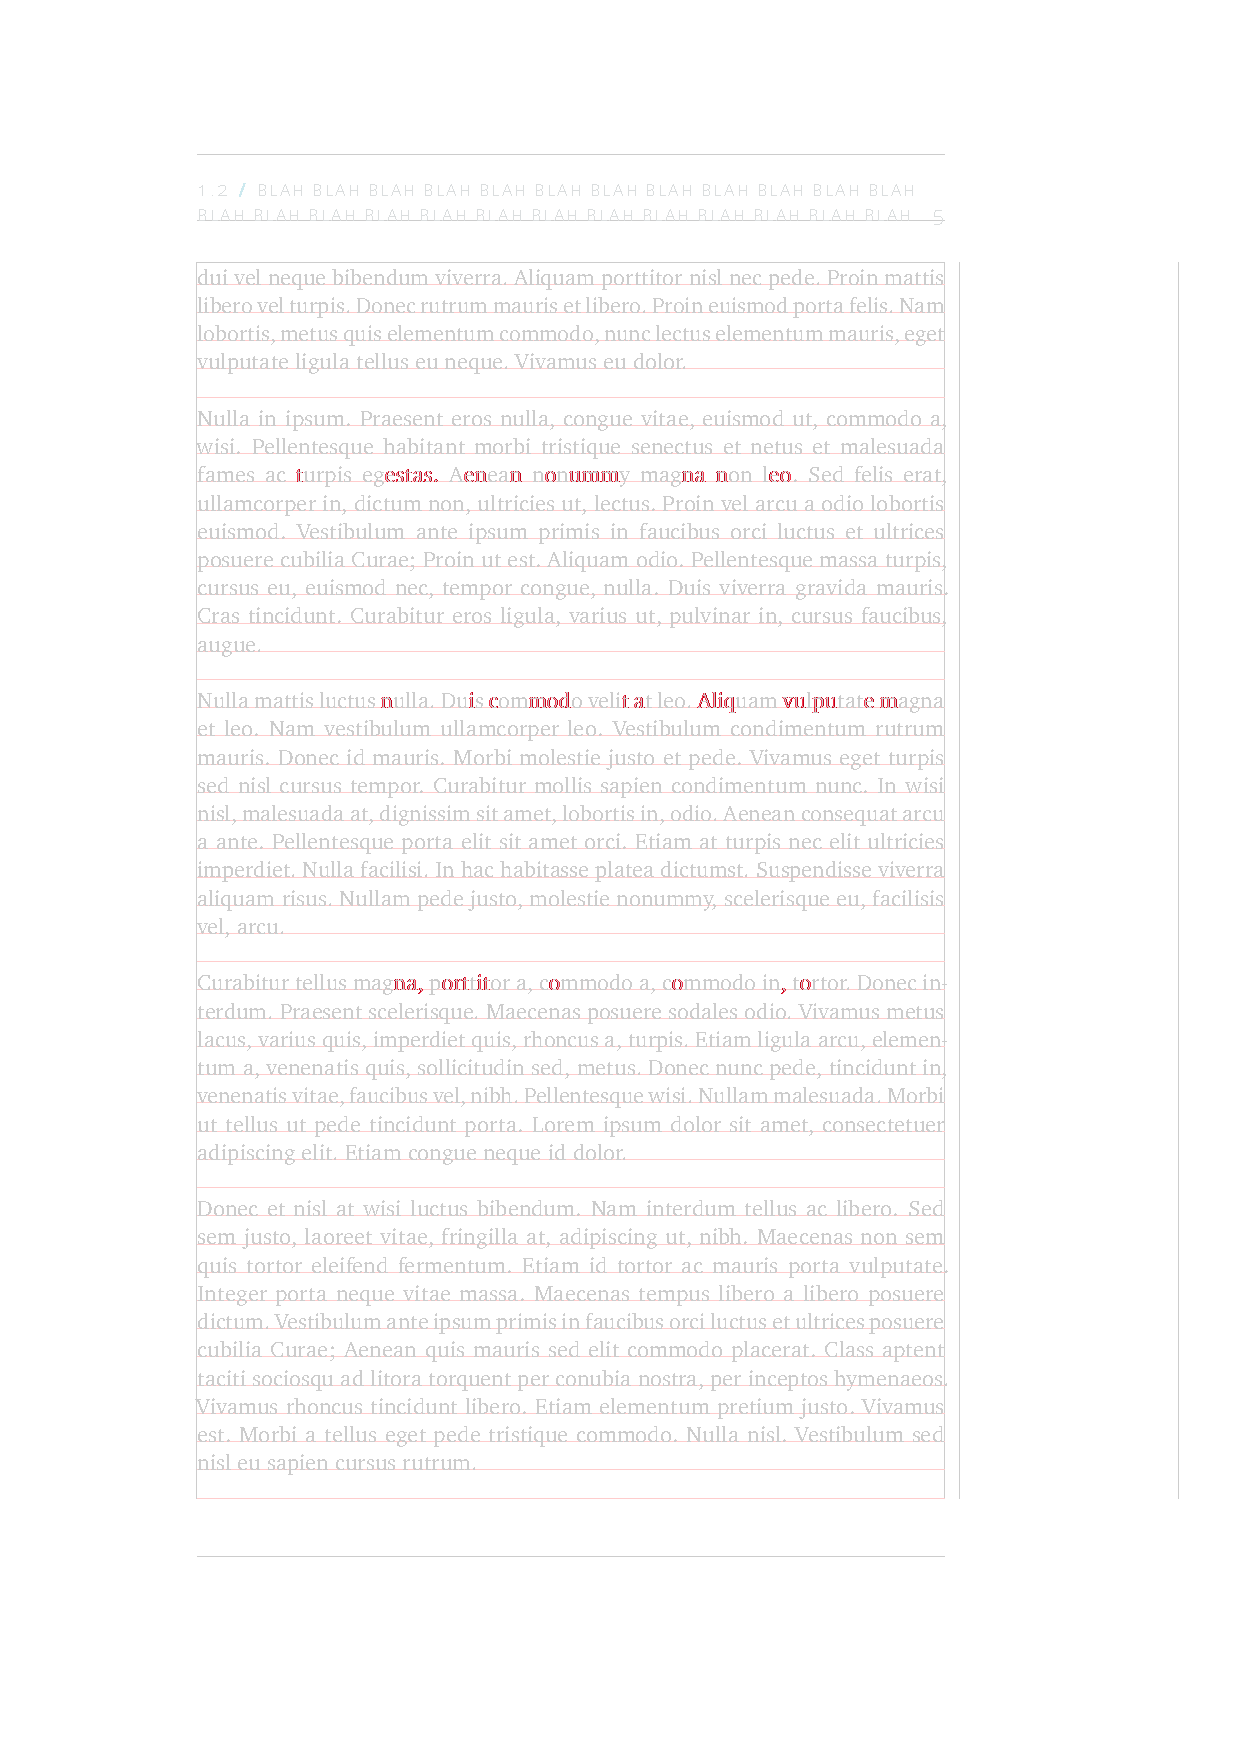 1.2 / BLAH BLAH BLAH BLAH BLAH BLAH BLAH BLAH BLAH BLAH BLAH BLAH
BLAH BLAH BLAH BLAH BLAH BLAH BLAH BLAH BLAH BLAH BLAH BLAH BLAH 5
dui vel neque bibendum viverra. Aliquam porttitor nisl nec pede. Proin mattis
libero vel turpis. Donec rutrum mauris et libero. Proin euismod porta felis. Nam
lobortis, metus quis elementum commodo, nunc lectus elementum mauris, eget
vulputate ligula tellus eu neque. Vivamus eu dolor.
Nulla in ipsum. Praesent eros nulla, congue vitae, euismod ut, commodo a,
wisi. Pellentesque habitant morbi tristique senectus et netus et malesuada
fames ac turpis egestas. Aenean nonummy magna non leo. Sed felis erat,
ullamcorper in, dictum non, ultricies ut, lectus. Proin vel arcu a odio lobortis
euismod. Vestibulum ante ipsum primis in faucibus orci luctus et ultrices
posuere cubilia Curae; Proin ut est. Aliquam odio. Pellentesque massa turpis,
cursus eu, euismod nec, tempor congue, nulla. Duis viverra gravida mauris.
Cras tincidunt. Curabitur eros ligula, varius ut, pulvinar in, cursus faucibus,
augue.
Nulla mattis luctus nulla. Duis commodo velit at leo. Aliquam vulputate magna
et leo. Nam vestibulum ullamcorper leo. Vestibulum condimentum rutrum
mauris. Donec id mauris. Morbi molestie justo et pede. Vivamus eget turpis
sed nisl cursus tempor. Curabitur mollis sapien condimentum nunc. In wisi
nisl, malesuada at, dignissim sit amet, lobortis in, odio. Aenean consequat arcu
a ante. Pellentesque porta elit sit amet orci. Etiam at turpis nec elit ultricies
imperdiet. Nulla facilisi. In hac habitasse platea dictumst. Suspendisse viverra
aliquam risus. Nullam pede justo, molestie nonummy, scelerisque eu, facilisis
vel, arcu.
Curabitur tellus magna, porttitor a, commodo a, commodo in, tortor. Donec in-
terdum. Praesent scelerisque. Maecenas posuere sodales odio. Vivamus metus
lacus, varius quis, imperdiet quis, rhoncus a, turpis. Etiam ligula arcu, elemen-
tum a, venenatis quis, sollicitudin sed, metus. Donec nunc pede, tincidunt in,
venenatis vitae, faucibus vel, nibh. Pellentesque wisi. Nullam malesuada. Morbi
ut tellus ut pede tincidunt porta. Lorem ipsum dolor sit amet, consectetuer
adipiscing elit. Etiam congue neque id dolor.
Donec et nisl at wisi luctus bibendum. Nam interdum tellus ac libero. Sed
sem justo, laoreet vitae, fringilla at, adipiscing ut, nibh. Maecenas non sem
quis tortor eleifend fermentum. Etiam id tortor ac mauris porta vulputate.
Integer porta neque vitae massa. Maecenas tempus libero a libero posuere
dictum. Vestibulum ante ipsum primis in faucibus orci luctus et ultrices posuere
cubilia Curae; Aenean quis mauris sed elit commodo placerat. Class aptent
taciti sociosqu ad litora torquent per conubia nostra, per inceptos hymenaeos.
Vivamus rhoncus tincidunt libero. Etiam elementum pretium justo. Vivamus
est. Morbi a tellus eget pede tristique commodo. Nulla nisl. Vestibulum sed
nisl eu sapien cursus rutrum.